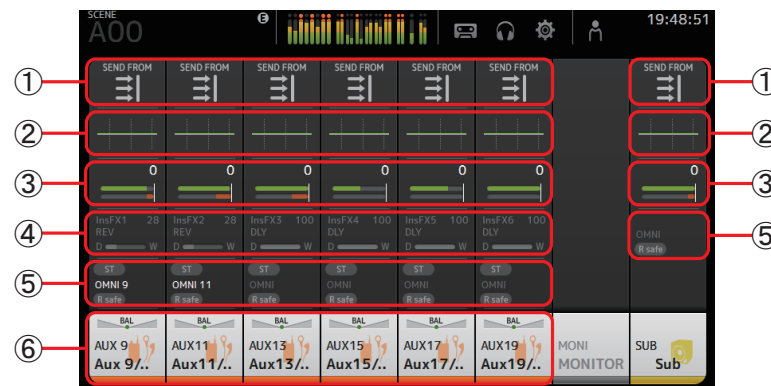 SCENE
A00
E
19:48:51
① SEND FROM SEND FROM SEND FROM SEND FROM SEND FROM SEND FROM SEND FROM ①
② ②
③ 0 0 0 0 0 0 0 ③
④ InsFX1 28 InsFX2 28 InsFX3 100 InsFX4 100 InsFX5 100 InsFX6 100
REV REV DLY DLY DLY DLY
D W D W D W D W D W D W
OMNI
R safe ⑤
ST ST ST ST ST ST
⑤ OMNI 9 OMNI 11 OMNI OMNI OMNI OMNI
R safe R safe R safe R safe R safe R safe
BAL BAL BAL BAL BAL BAL
⑥ AUX 9 AUX11 AUX13 AUX15 AUX17 AUX19 MONI SUB
Aux 9/.. Aux11/.. Aux13/.. Aux15/.. Aux17/.. Aux19/.. MONITOR Sub